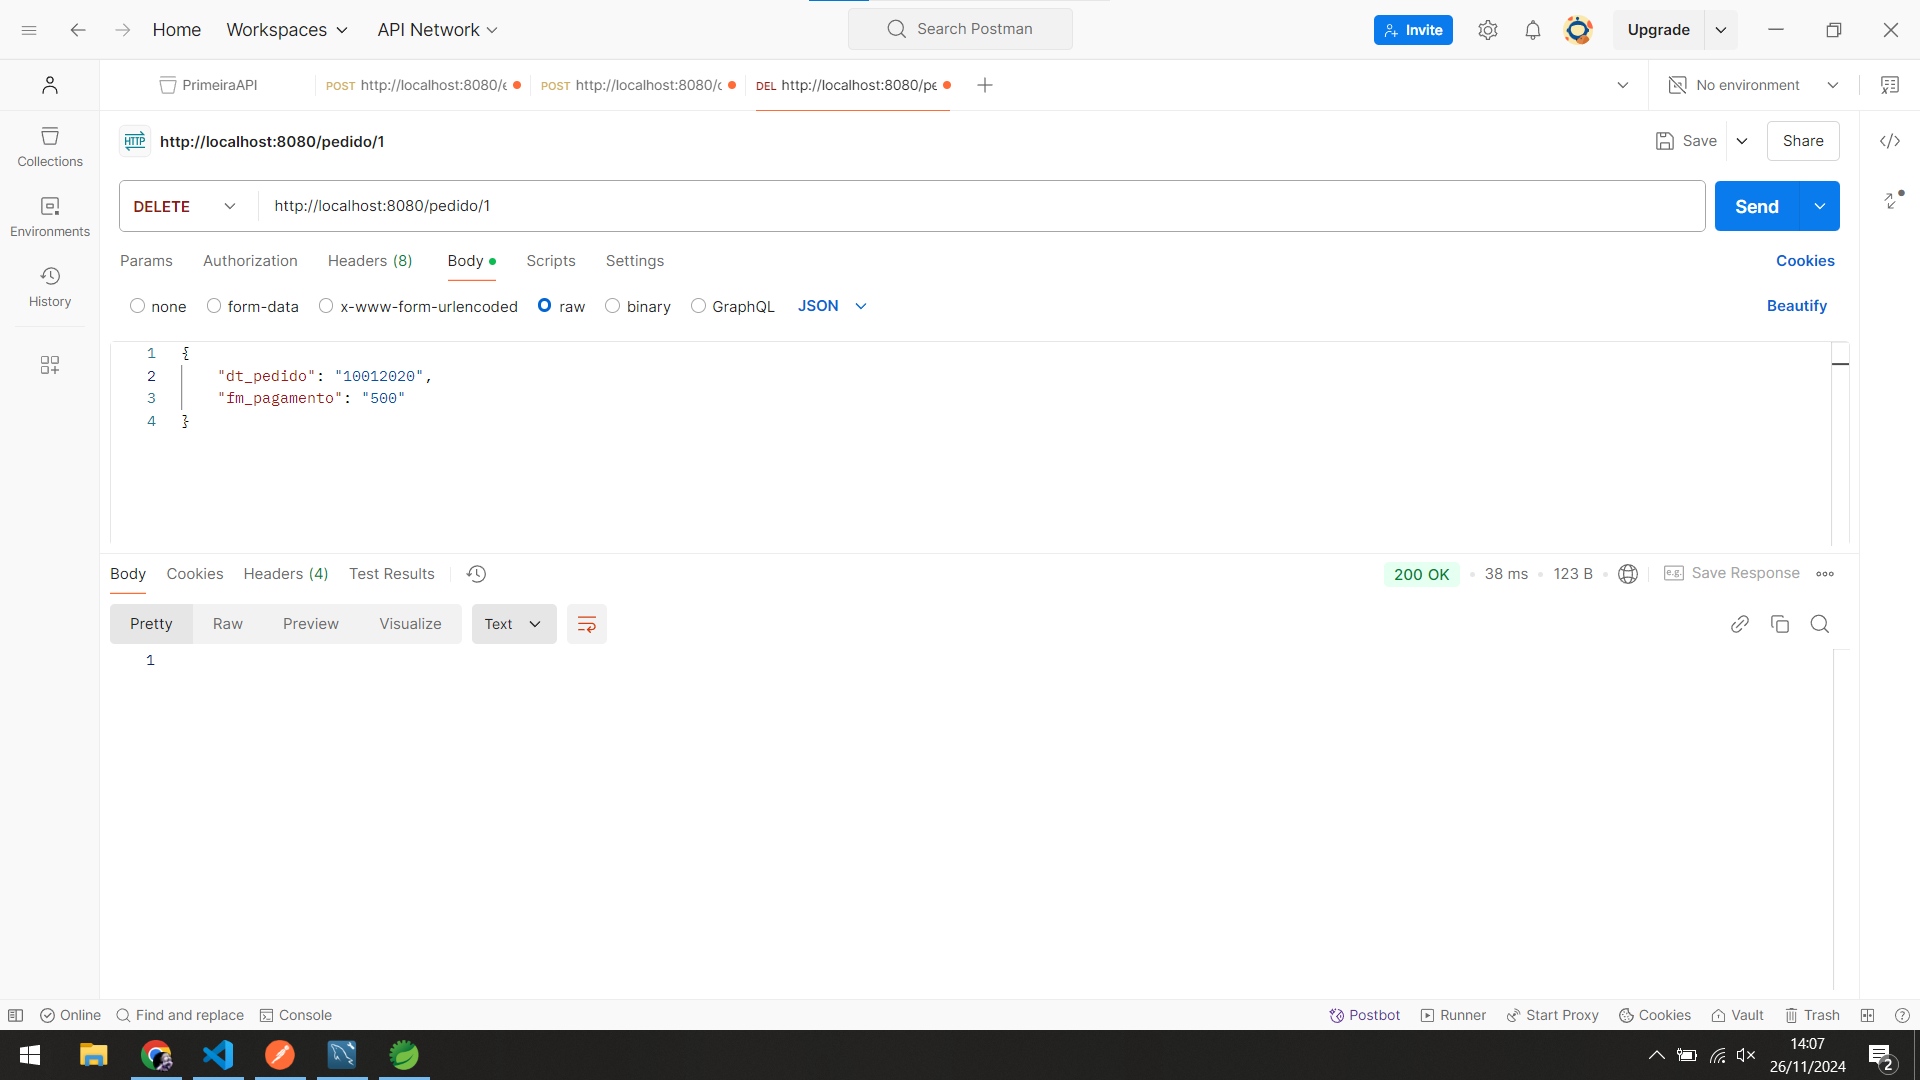 Home
Workspaces
API Network
Search Postman
Invite
Upgrade
PrimeiraAPI
POST http://localhost:8080/e
POST http://localhost:8080/c
DEL http://localhost:8080/pe
No environment
HTTP
http://localhost:8080/pedido/1
Save
Share
Collections
Environments
History
DELETE
http://localhost:8080/pedido/1
Send
Params
Authorization
Headers (8)
Body
Scripts
Settings
Cookies
none
form-data
x-www-form-urlencoded
raw
binary
GraphQL
JSON
Beautify
1 {
2 "dt_pedido": "10012020",
3 "fm_pagamento": "500"
4 }
Body
Cookies
Headers (4)
Test Results
200 OK
38 ms
123 B
e.g.
Save Response
Pretty
Raw
Preview
Visualize
Text
1
Online
Find and replace
Console
Postbot
Runner
Start Proxy
Cookies
Vault
Trash
14:07
26/11/2024
2